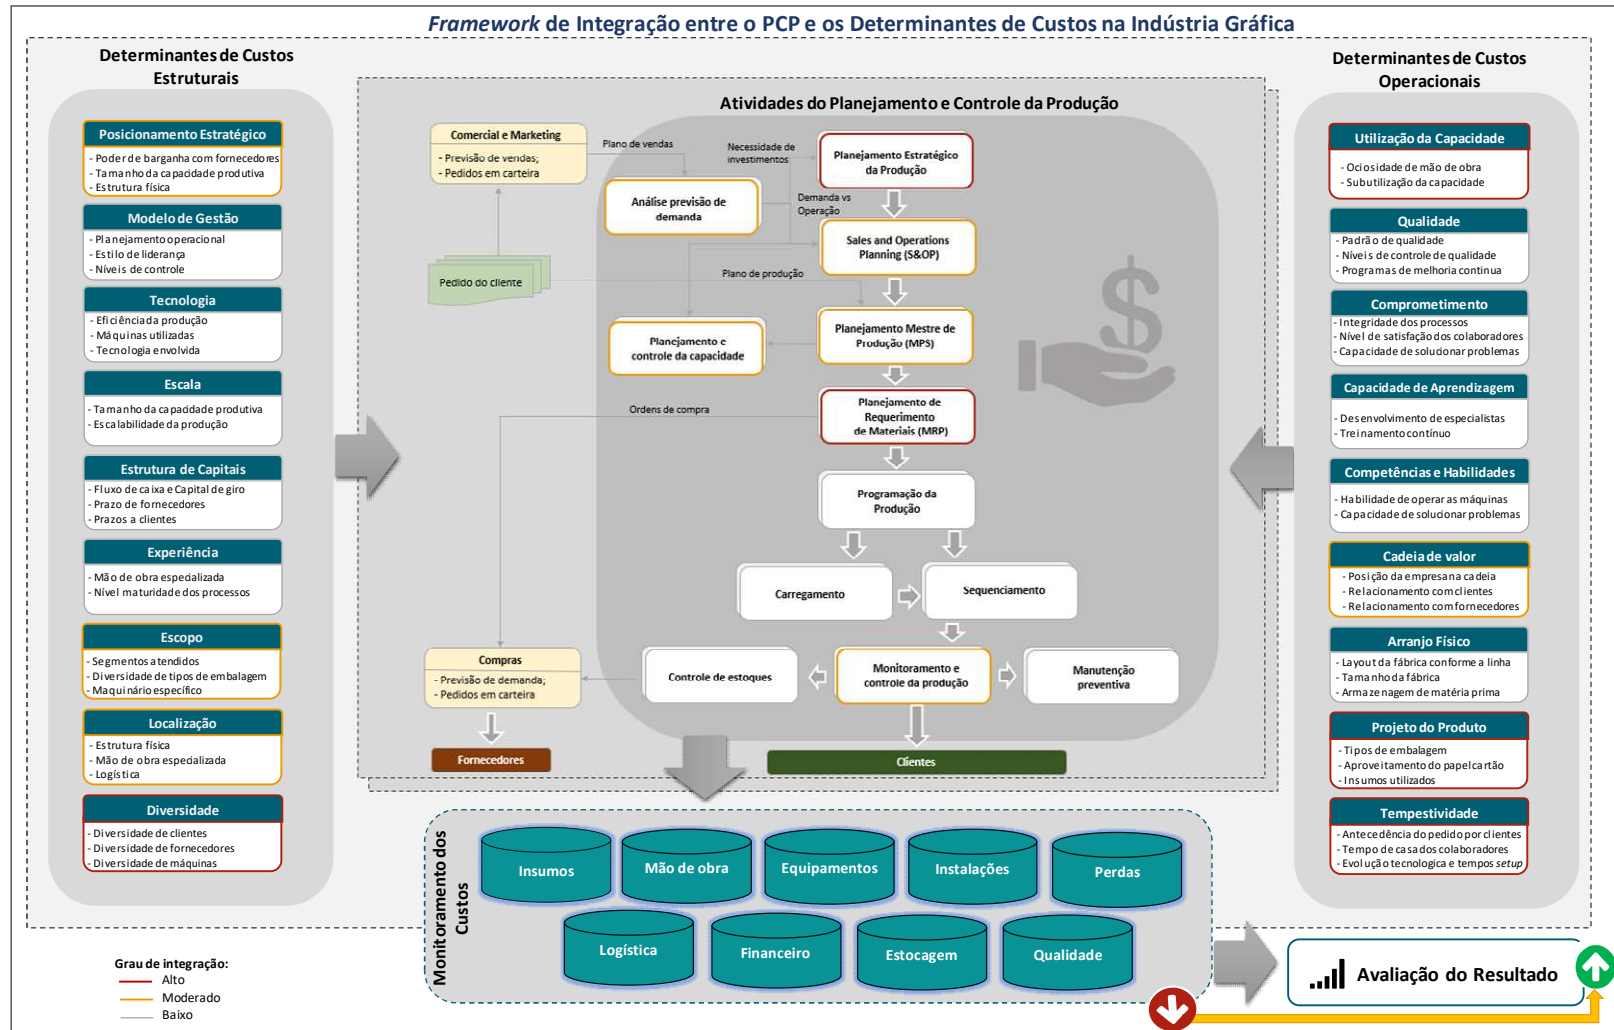 Framework de Integração entre o PCP e os Determinantes de Custos na Indústria Gráfica
Determinantes de Custos
Estruturais
Posicionamento Estratégico
- Poder de barganha com fornecedores
- Tamanho da capacidade produtiva
- Estrutura física
Modelo de Gestão
- Planejamento operacional
- Estilo de liderança
- Níveis de controle
Tecnologia
- Eficiência da produção
- Máquinas utilizadas
- Tecnologia envolvida
Escala
- Tamanho da capacidade produtiva
- Escalabilidade da produção
Estrutura de Capitais
- Fluxo de caixa e Capital de giro
- Prazo de fornecedores
- Prazos a clientes
Experiência
- Mão de obra especializada
- Nível maturidade dos processos
Escopo
- Segmentos atendidos
- Diversidade de tipos de embalagem
- Maquinário específico
Localização
- Estrutura física
- Mão de obra especializada
- Logística
Diversidade
- Diversidade de clientes
- Diversidade de fornecedores
- Diversidade de máquinas
Atividades do Planejamento e Controle da Produção
Comercial e Marketing
- Previsão de vendas;
- Pedidos em carteira
Plano de vendas
Necessidade de
investimentos
Planejamento Estratégico
da Produção
Análise previsão de
demanda
Demanda vs
Operação
Sales and Operations
Planning (S&OP)
Pedido do cliente
Plano de produção
Planejamento e
controle da capacidade
Planejamento Mestre de
Produção (MPS)
Ordens de compra
Planejamento de
Requerimento
de Materiais (MRP)
Programação da
Produção
Carregamento
Sequenciamento
Compras
- Previsão de demanda;
- Pedidos em carteira
Controle de estoques
Monitoramento e
controle da produção
Manutenção
preventiva
Fornecedores
Clientes
Determinantes de Custos
Operacionais
Utilização da Capacidade
- Ociosidade de mão de obra
- Subutilização da capacidade
Qualidade
- Padrão de qualidade
- Níveis de controle de qualidade
- Programas de melhoria continua
Comprometimento
- Integridade dos processos
- Nível de satisfação dos colaboradores
- Capacidade de solucionar problemas
Capacidade de Aprendizagem
- Desenvolvimento de especialistas
- Treinamento contínuo
Competências e Habilidades
- Habilidade de operar as máquinas
- Capacidade de solucionar problemas
Cadeia de valor
- Posição da empresa na cadeia
- Relacionamento com clientes
- Relacionamento com fornecedores
Arranjo Físico
- Layout da fábrica conforme a linha
- Tamanho da fábrica
- Armazenagem de matéria prima
Projeto do Produto
- Tipos de embalagem
- Aproveitamento do papelcartão
- Insumos utilizados
Tempestividade
- Antecedência do pedido por clientes
- Tempo de casa dos colaboradores
- Evolução tecnologica e tempos setup
Monitoramento dos
Custos
Insumos
Mão de obra
Equipamentos
Instalações
Perdas
Logística
Financeiro
Estocagem
Qualidade
Avaliação do Resultado
Grau de integração:
Alto
Moderado
Baixo